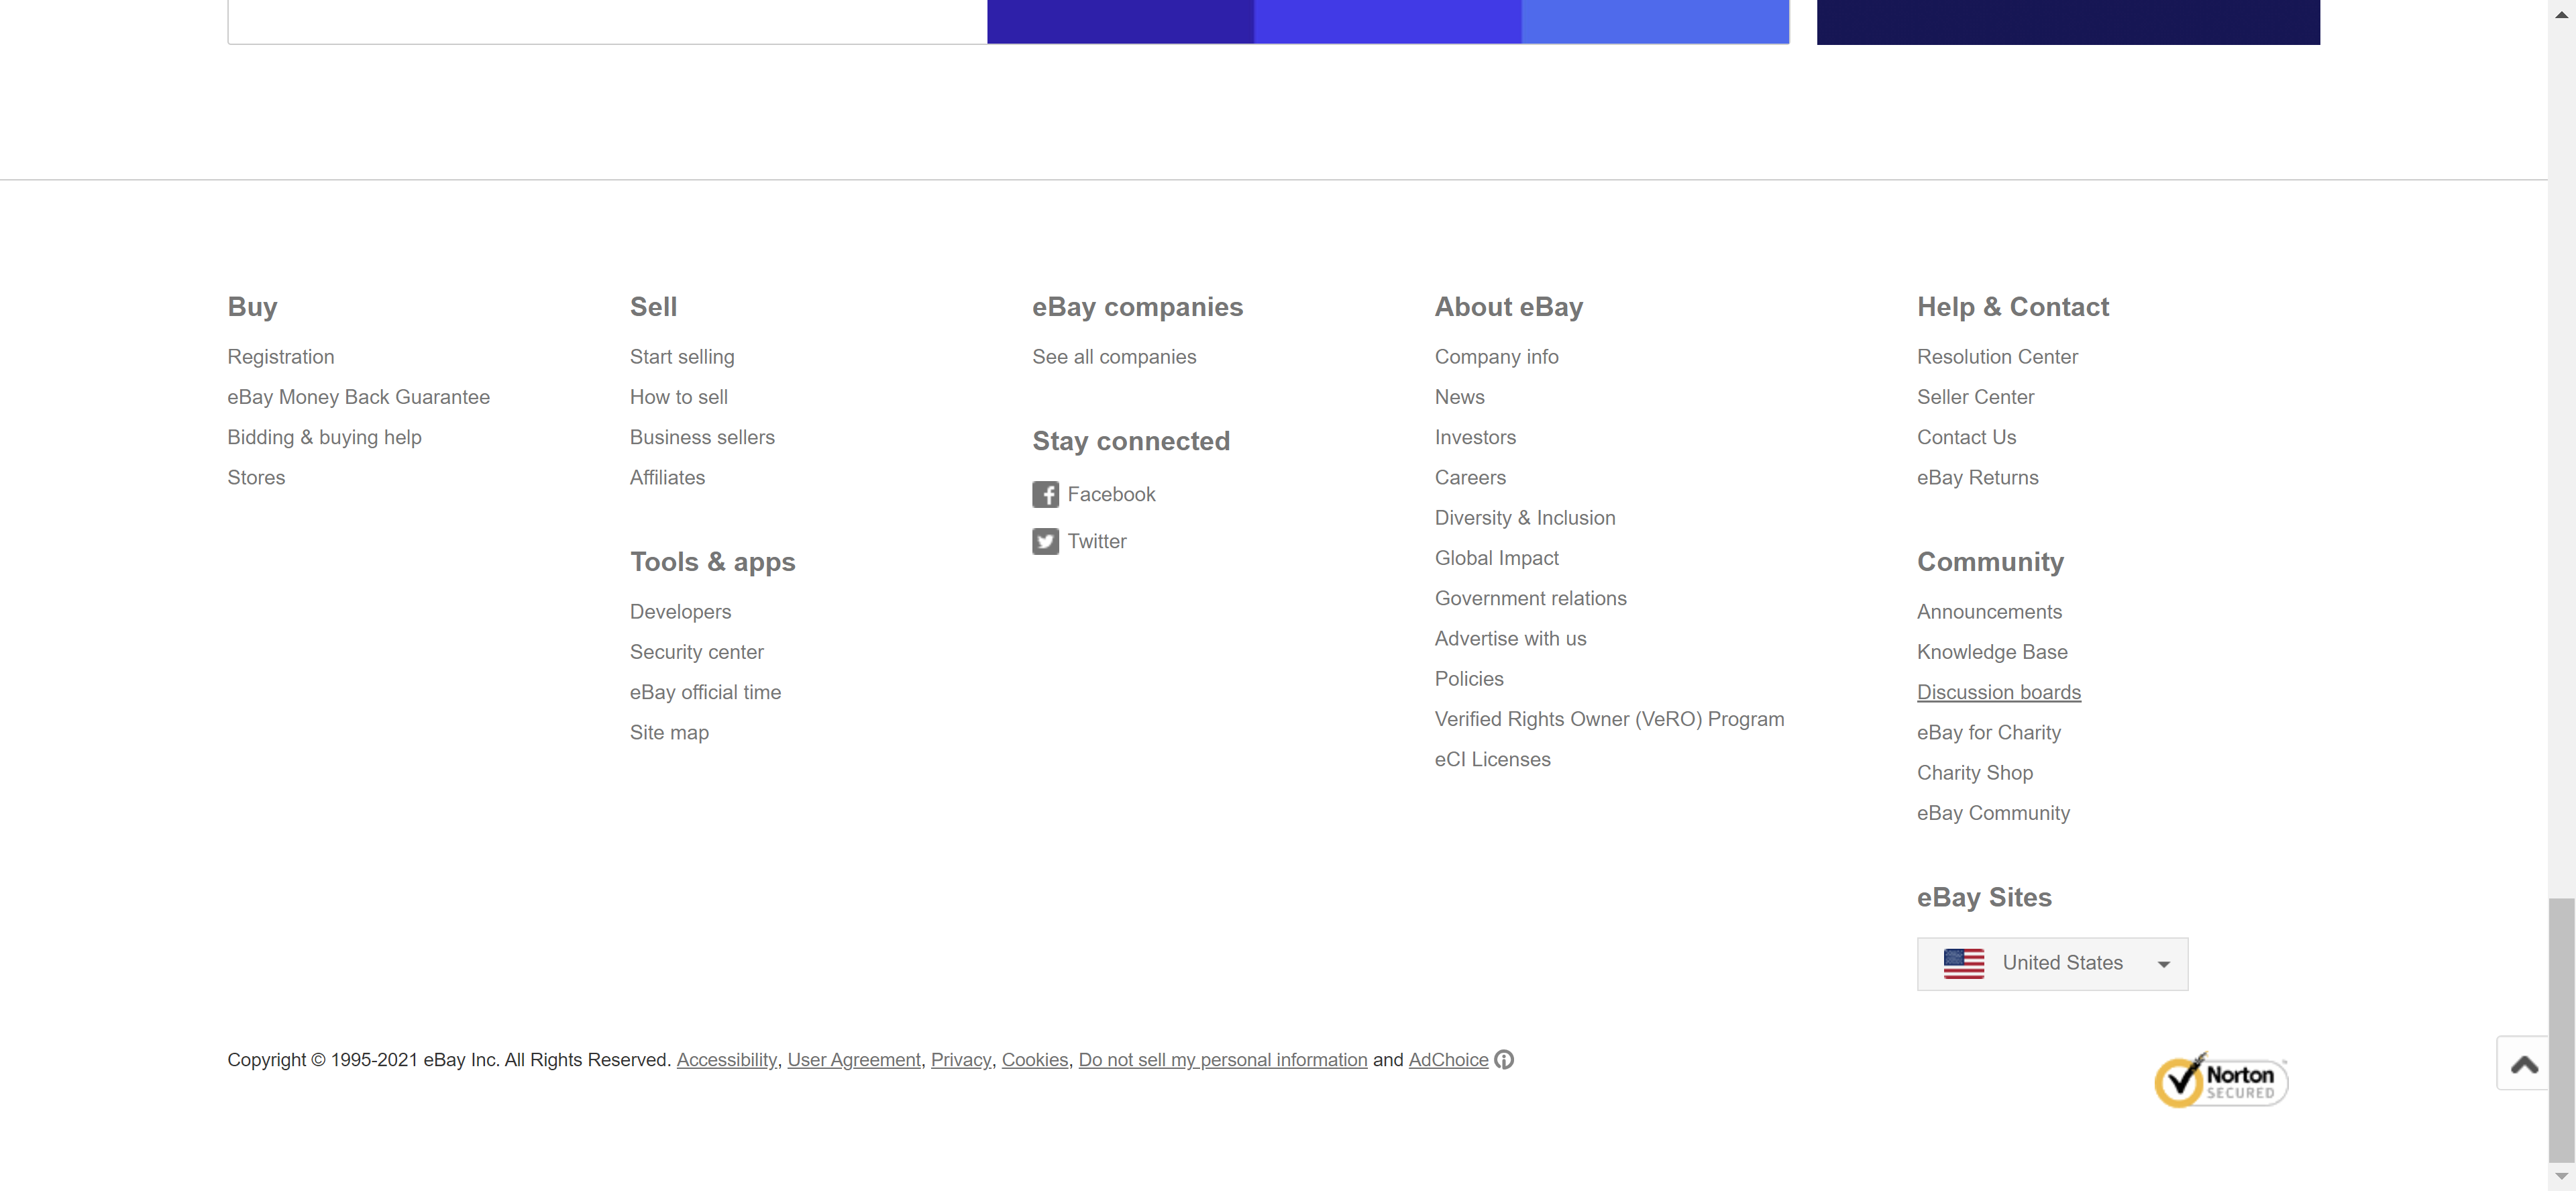 Buy
Registration
eBay Money Back Guarantee
Bidding & buying help
Stores
Sell
Start selling
How to sell
Business sellers
Affiliates
Tools & apps
Developers
Security center
eBay official time
Site map
eBay companies
See all companies
Stay connected
Facebook
Twitter
About eBay
Company info
News
Investors
Careers
Diversity & Inclusion
Global Impact
Government relations
Advertise with us
Policies
Verified Rights Owner (VeRO) Program
eCI Licenses
Help & Contact
Resolution Center
Seller Center
Contact Us
eBay Returns
Community
Announcements
Knowledge Base
Discussion boards
eBay for Charity
Charity Shop
eBay Community
eBay Sites
United States
Copyright © 1995-2021 eBay Inc. All Rights Reserved. Accessibility, User Agreement, Privacy, Cookies, Do not sell my personal information and AdChoice
Norton
SECURED